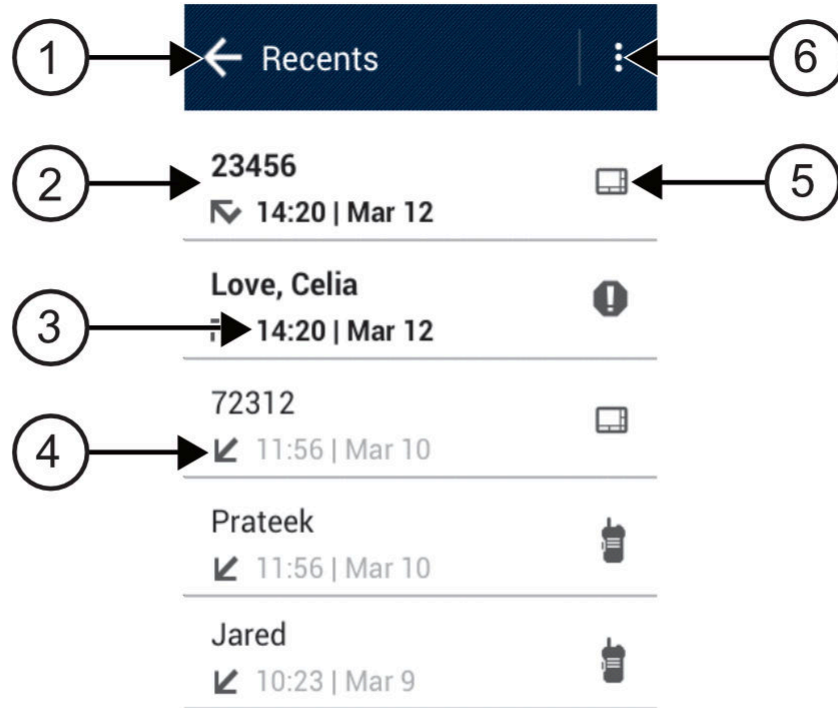 1
Recents
6
2
23456
14:20 | Mar 12
5
Love, Celia
3
14:20 | Mar 12
72312
4
11:56 | Mar 10
Prateek
11:56 | Mar 10
Jared
10:23 | Mar 9